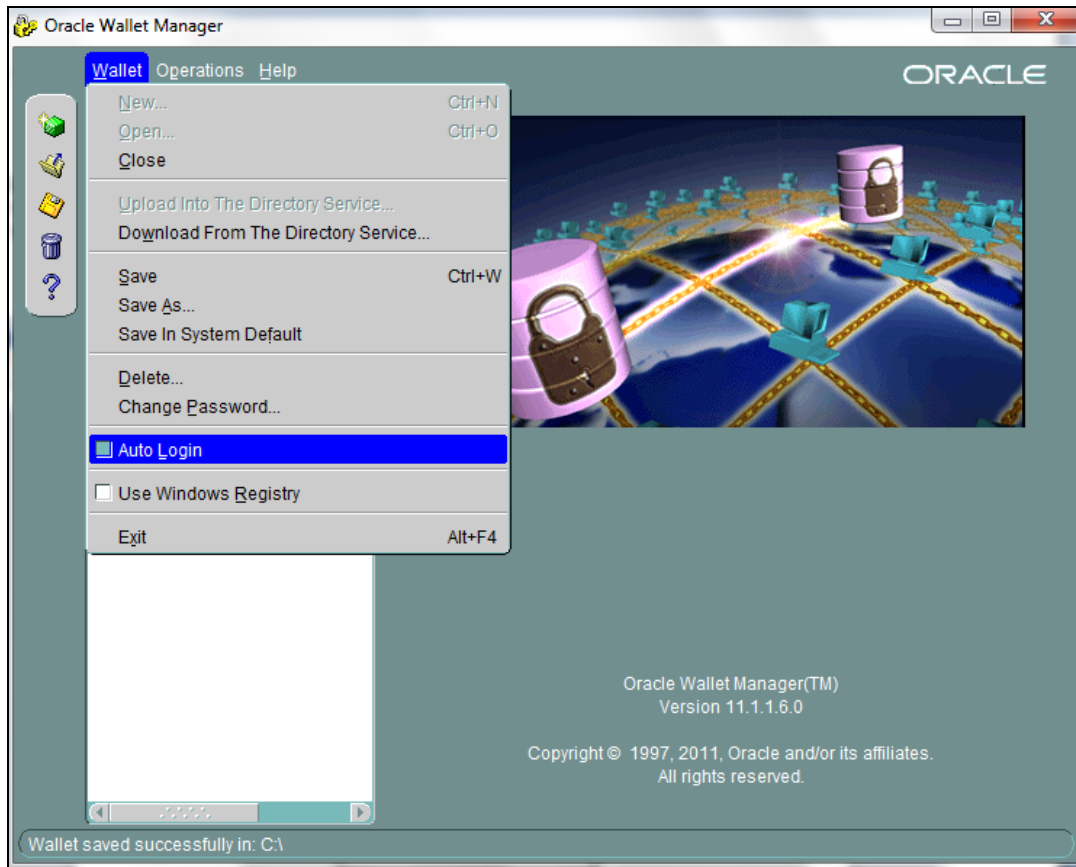 Oracle Wallet Manager
Wallet Operations Help
ORACLE
New... Ctrl+N
Open... Ctrl+O
Close
Upload Into The Directory Service...
Download From The Directory Service...
Save Ctrl+W
Save As...
Save In System Default
Delete...
Change Password...
Auto Login
Use Windows Registry
Exit Alt+F4
Oracle Wallet Manager(TM)
Version 11.1.1.6.0
Copyright © 1997, 2011, Oracle and/or its affiliates.
All rights reserved.
Wallet saved successfully in: C:\